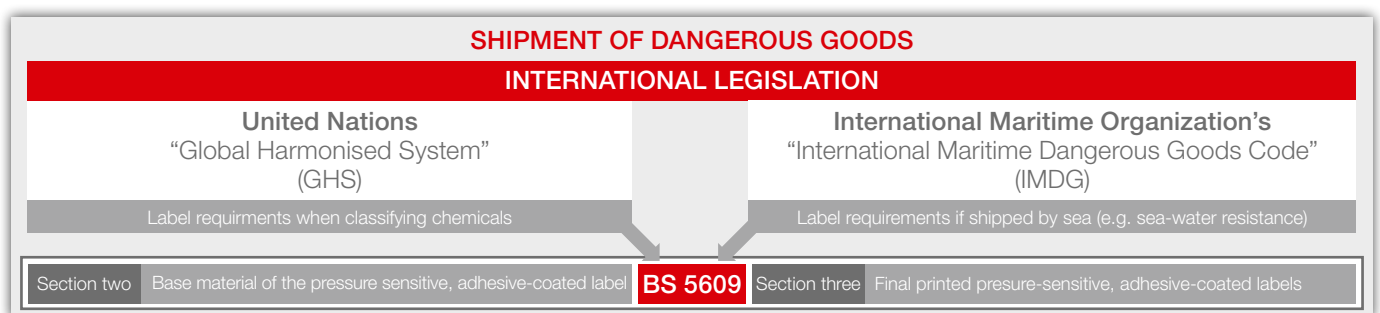 SHIPMENT OF DANGEROUS GOODS
INTERNATIONAL LEGISLATION
United Nations
“Global Harmonised System”
(GHS)
Label requirments when classifying chemicals
International Maritime Organization’s
“International Maritime Dangerous Goods Code”
(IMDG)
Label requirements if shipped by sea (e.g. sea-water resistance)
Section two
Base material of the pressure sensitive, adhesive-coated label
BS 5609
Section three
Final printed presure-sensitive, adhesive-coated labels